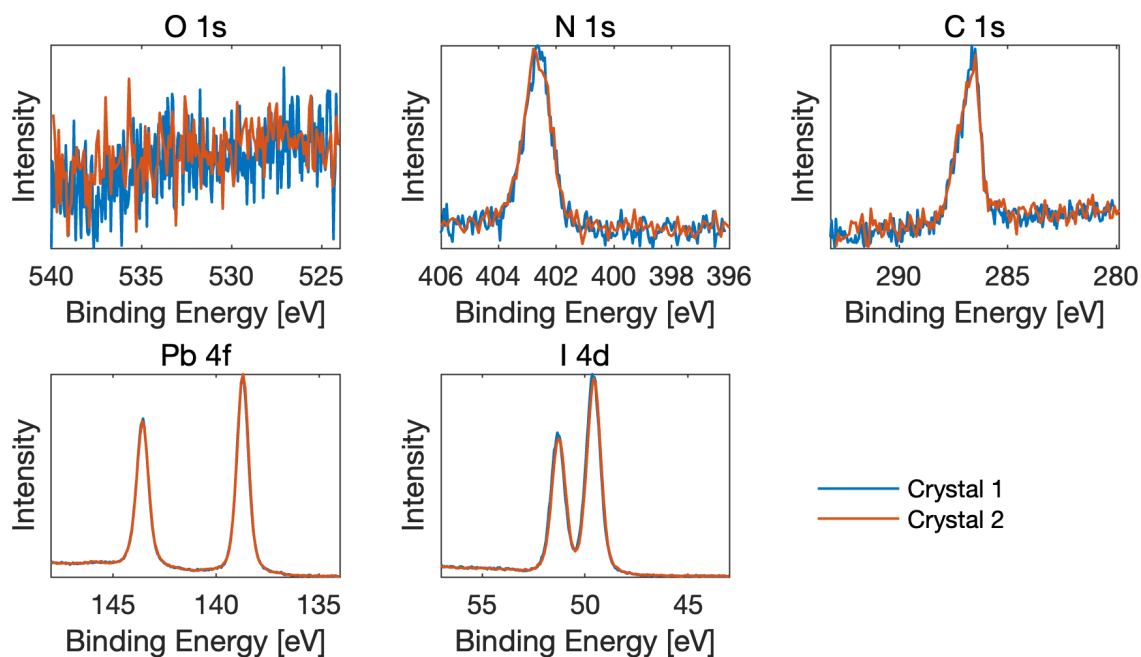 O 1s
N 1s
C 1s
Intensity
Intensity
Intensity
540 535 530 525
406 404 402 400 398 396
290 285 280
Binding Energy [eV]
Binding Energy [eV]
Binding Energy [eV]
Pb 4f
I 4d
Intensity
Intensity
145 140 135
55 50 45
Binding Energy [eV]
Binding Energy [eV]
Crystal 1
Crystal 2